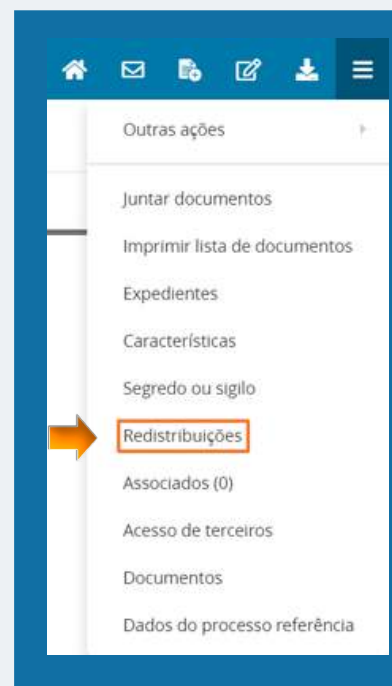 Outras ações
Juntar documentos
Imprimir lista de documentos
Expedientes
Características
Segredo ou sigilo
Redistribuições
Associados (0)
Acesso de terceiros
Documentos
Dados do processo referência